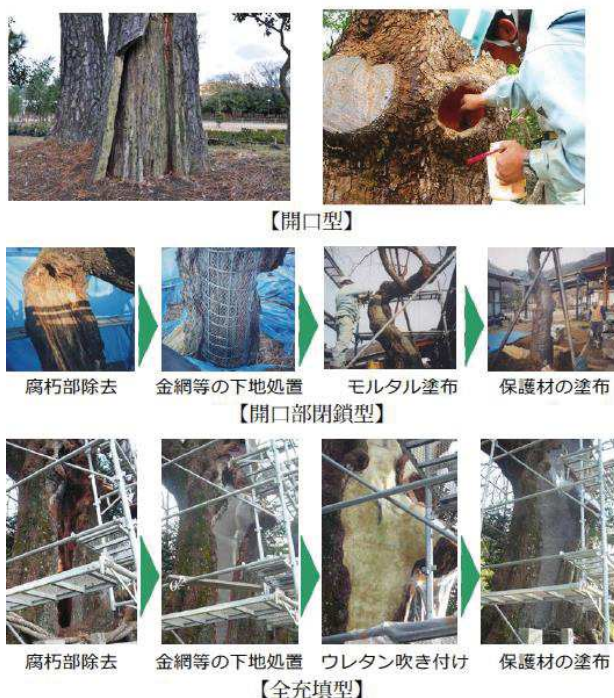 【開口型】
腐朽部除去 金網等の下地処置 モルタル塗布 保護材の塗布
【開口部閉鎖型】
腐朽部除去 金網等の下地処置 ウレタン吹き付け 保護材の塗布
【全充填型】